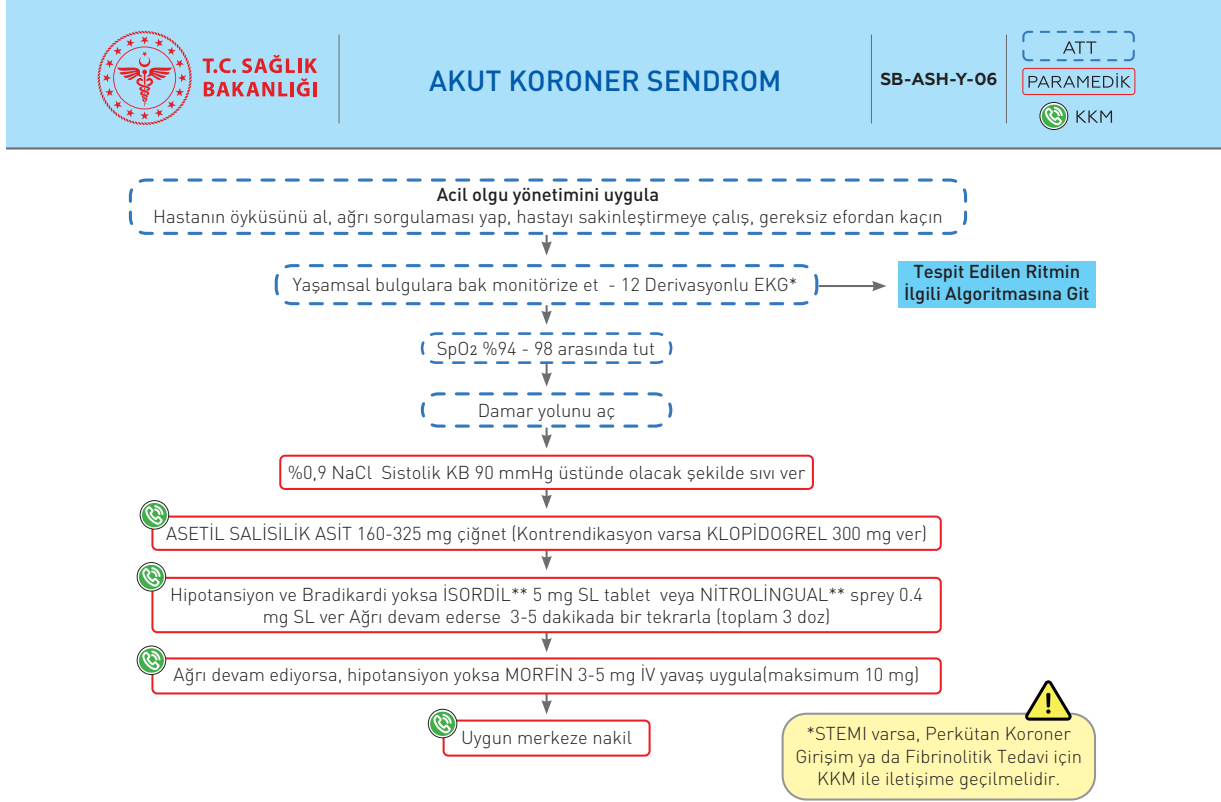 T.C. SAĞLIK
BAKANLIĞI
AKUT KORONER SENDROM
SB-ASH-Y-06
ATT
PARAMEDİK
KKM
Acil olgu yönetimini uygula
Hastanın öyküsünü al, ağrı sorgulaması yap, hastayı sakinleştirmeye çalış, gereksiz efordan kaçın
Yaşamsal bulgulara bak monitörize et - 12 Derivasyonlu EKG*
Tespit Edilen Ritmin
İlgili Algoritmasına Git
SpO2 %94 - 98 arasında tut
Damar yolunu aç
%0,9 NaCl Sistolik KB 90 mmHg üstünde olacak şekilde sıvı ver
ASETİL SALİSİLİK ASİT 160-325 mg çiğnet (Kontrendikasyon varsa KLOPİDOGREL 300 mg ver)
Hipotansiyon ve Bradikardi yoksa İSORDİL** 5 mg SL tablet veya NİTROLİNGUAL** sprey 0.4
mg SL ver Ağrı devam ederse 3-5 dakikada bir tekrarla (toplam 3 doz)
Ağrı devam ediyorsa, hipotansiyon yoksa MORFİN 3-5 mg İV yavaş uygula(maksimum 10 mg)
Uygun merkeze nakil
*STEMI varsa, Perkütan Koroner
Girişim ya da Fibrinolitik Tedavi için
KKM ile iletişime geçilmelidir.